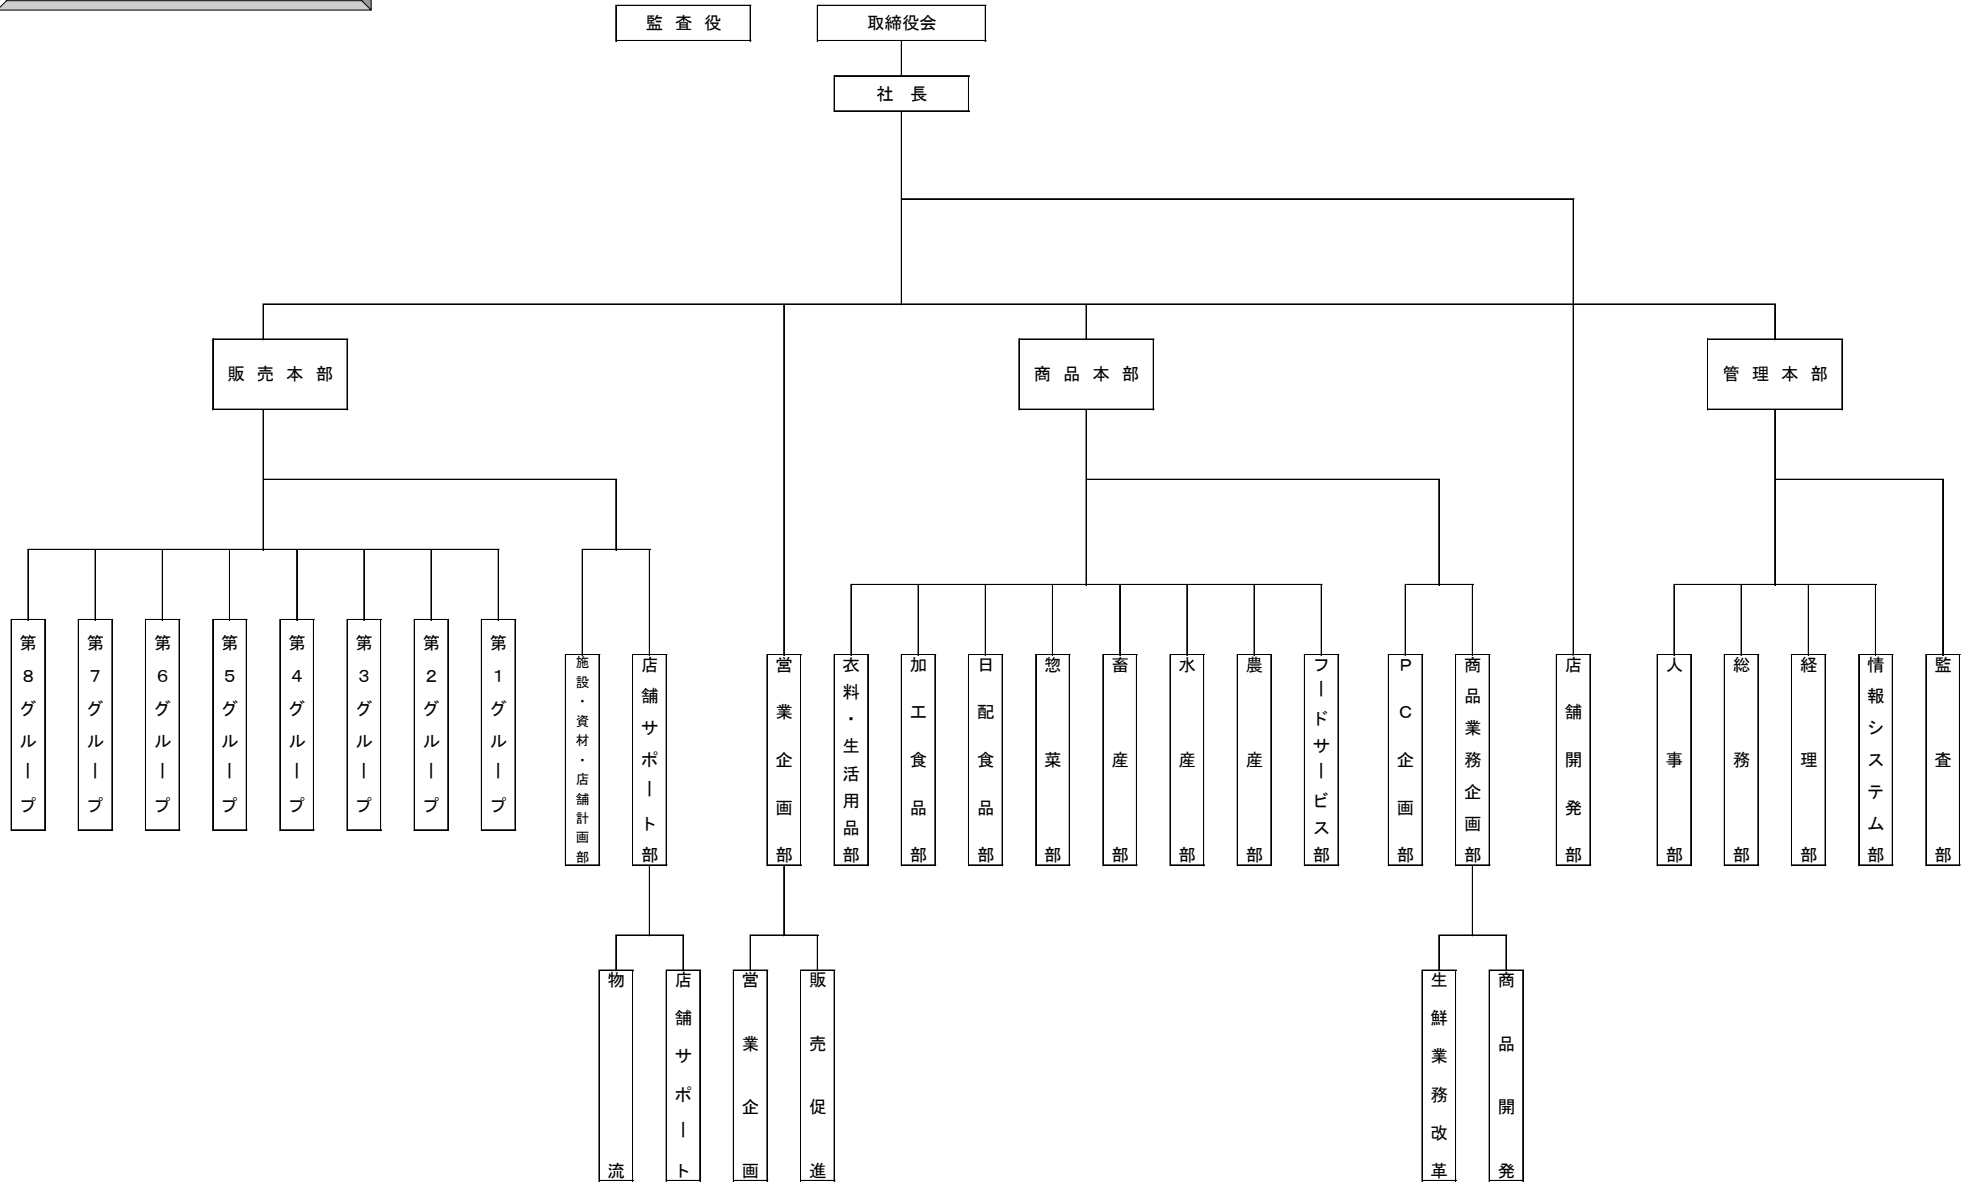 監査役
取締役会
社長
販売本部
商品本部
管理本部
第8グループ
第7グループ
第6グループ
第5グループ
第4グループ
第3グループ
第2グループ
第1グループ
施設・資材・店舗計画部
店舗サポート部
営業企画部
衣料・生活用品部
加工食品部
日配食品部
惣菜部
畜産部
水産部
農産部
フードサービス部
PC企画部
商品業務企画部
店舗開発部
人事部
総務部
経理部
情報システム部
監査部
物流
店舗サポート
営業企画
販売促進
生鮮業務改革
商品開発